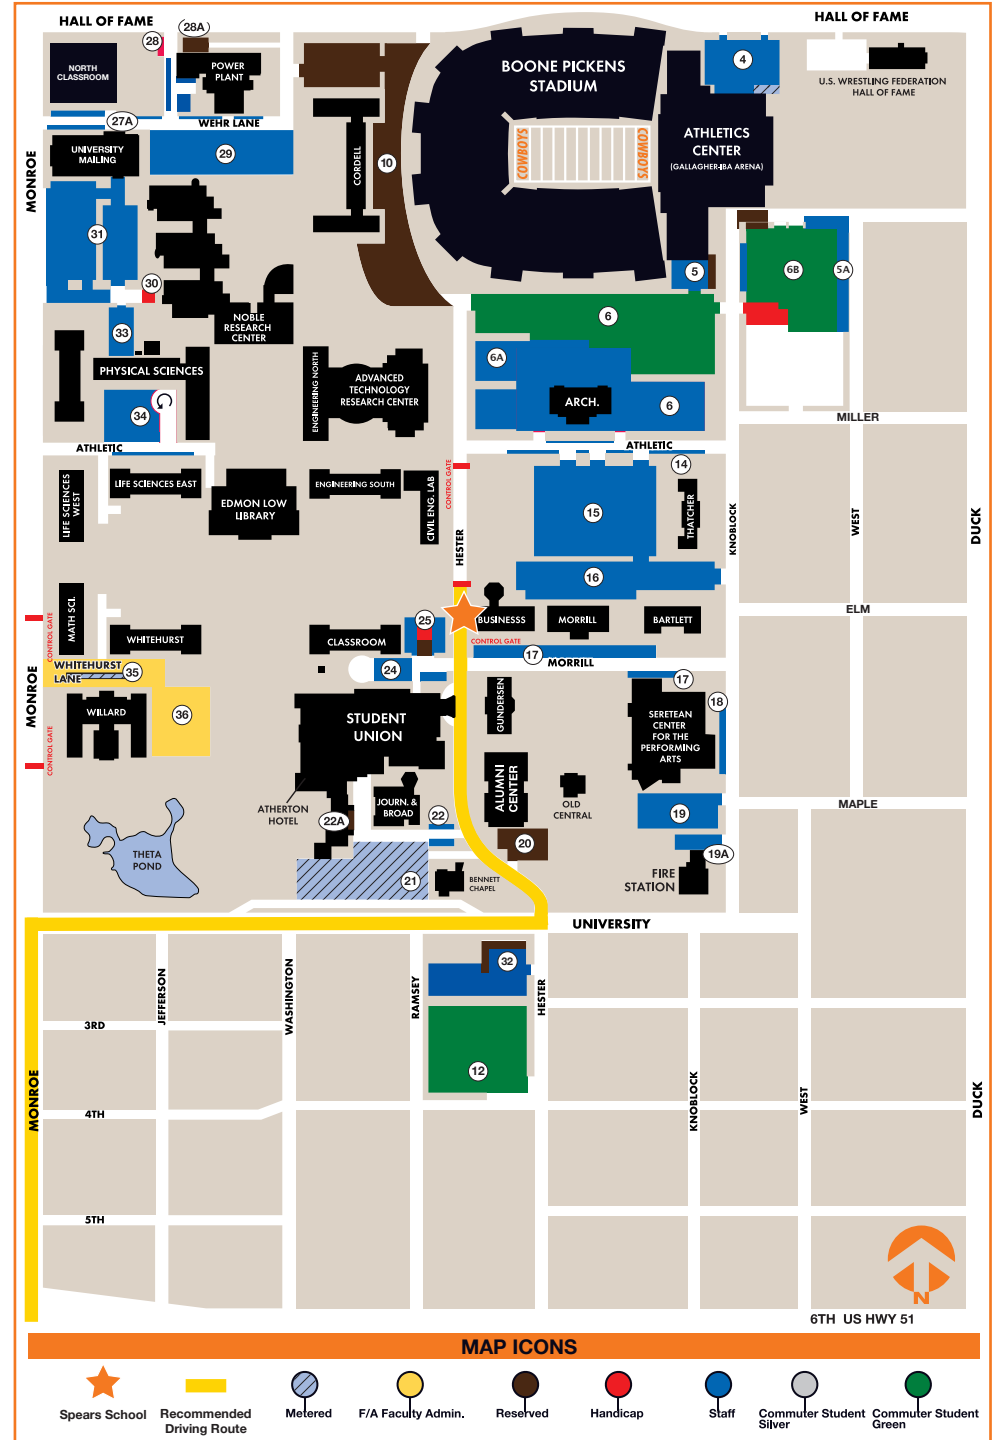 HALL OF FAME
HALL OF FAME
28A
28
4
NORTH
CLASSROOM
POWER
PLANT
BOONE PICKENS
STADIUM
U.S. WRESTLING FEDERATION
HALL OF FAME
27A
WEHR LANE
UNIVERSITY
MAILING
29
CORDELL
10
COWBOYS
COWBOYS
ATHLETICS
CENTER
(GALLAGHER-IBA ARENA)
MONROE
31
30
5
6B
5A
33
NOBLE
RESEARCH
CENTER
6
6A
PHYSICAL SCIENCES
ENGINEERING NORTH
ADVANCED
TECHNOLOGY
RESEARCH CENTER
ARCH.
6
34
MILLER
ATHLETIC
ATHLETIC
14
CONTROL GATE
LIFE SCIENCES
WEST
LIFE SCIENCES EAST
EDMON LOW
LIBRARY
ENGINEERING SOUTH
CIVIL ENG. LAB
HESTER
15
THATCHER
KNOBLOCK
WEST
DUCK
16
MATH SCI.
CONTROL GATE
WHITEHURST
CLASSROOM
25
BUSINESSS
MORRILL
BARTLETT
ELM
CONTROL GATE
17
MORRILL
WHITEHURST
LANE
35
24
17
MONROE
WILLARD
36
STUDENT
UNION
GUNDERSEN
SERETEAN
CENTER
FOR THE
PERFORMING
ARTS
18
CONTROL GATE
ATHERTON
HOTEL
JOURN. &
BROAD
ALUMNI
CENTER
OLD
CENTRAL
MAPLE
22A
22
19
20
19A
THETA
POND
21
BENNETT
CHAPEL
FIRE
STATION
UNIVERSITY
32
JEFFERSON
WASHINGTON
RAMSEY
HESTER
3RD
12
MONROE
KNOBLOCK
WEST
DUCK
4TH
5TH
N
6TH US HWY 51
MAP ICONS
Spears School
Recommended
Driving Route
Metered
F/A Faculty Admin.
Reserved
Handicap
Staff
Commuter Student
Silver
Commuter Student
Green